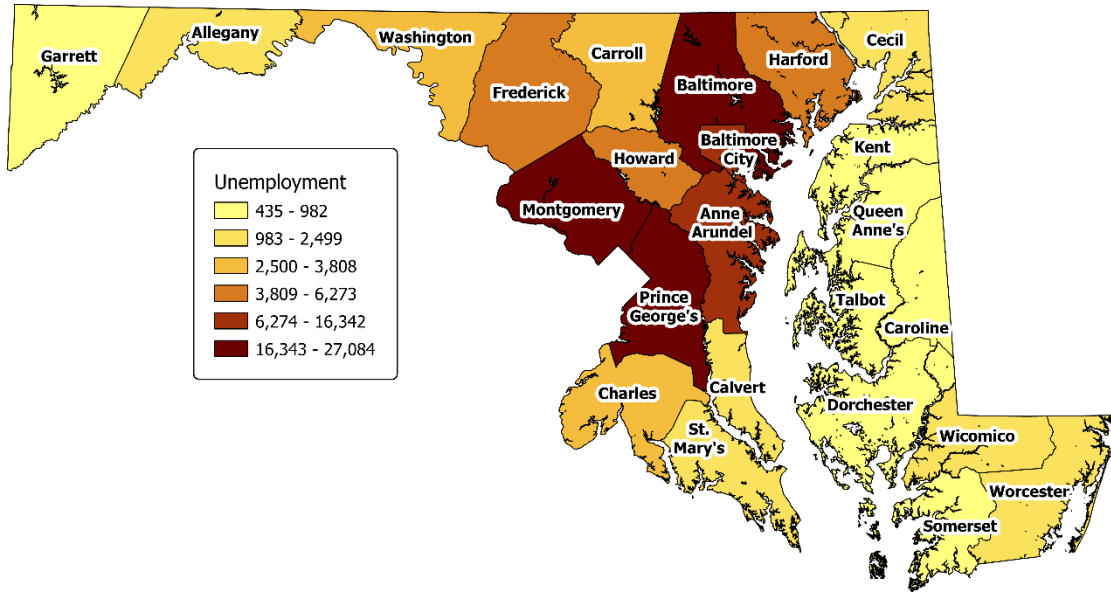 Garrett
Allegany
Washington
Frederick
Carroll
Baltimore
Harford
Cecil
Baltimore
City
Howard
Montgomery
Anne
Arundel
Prince
George's
Kent
Queen
Anne's
Talbot
Caroline
Charles
Calvert
St.
Mary's
Dorchester
Wicomico
Worcester
Somerset
Unemployment
435 - 982
983 - 2,499
2,500 - 3,808
3,809 - 6,273
6,274 - 16,342
16,343 - 27,084